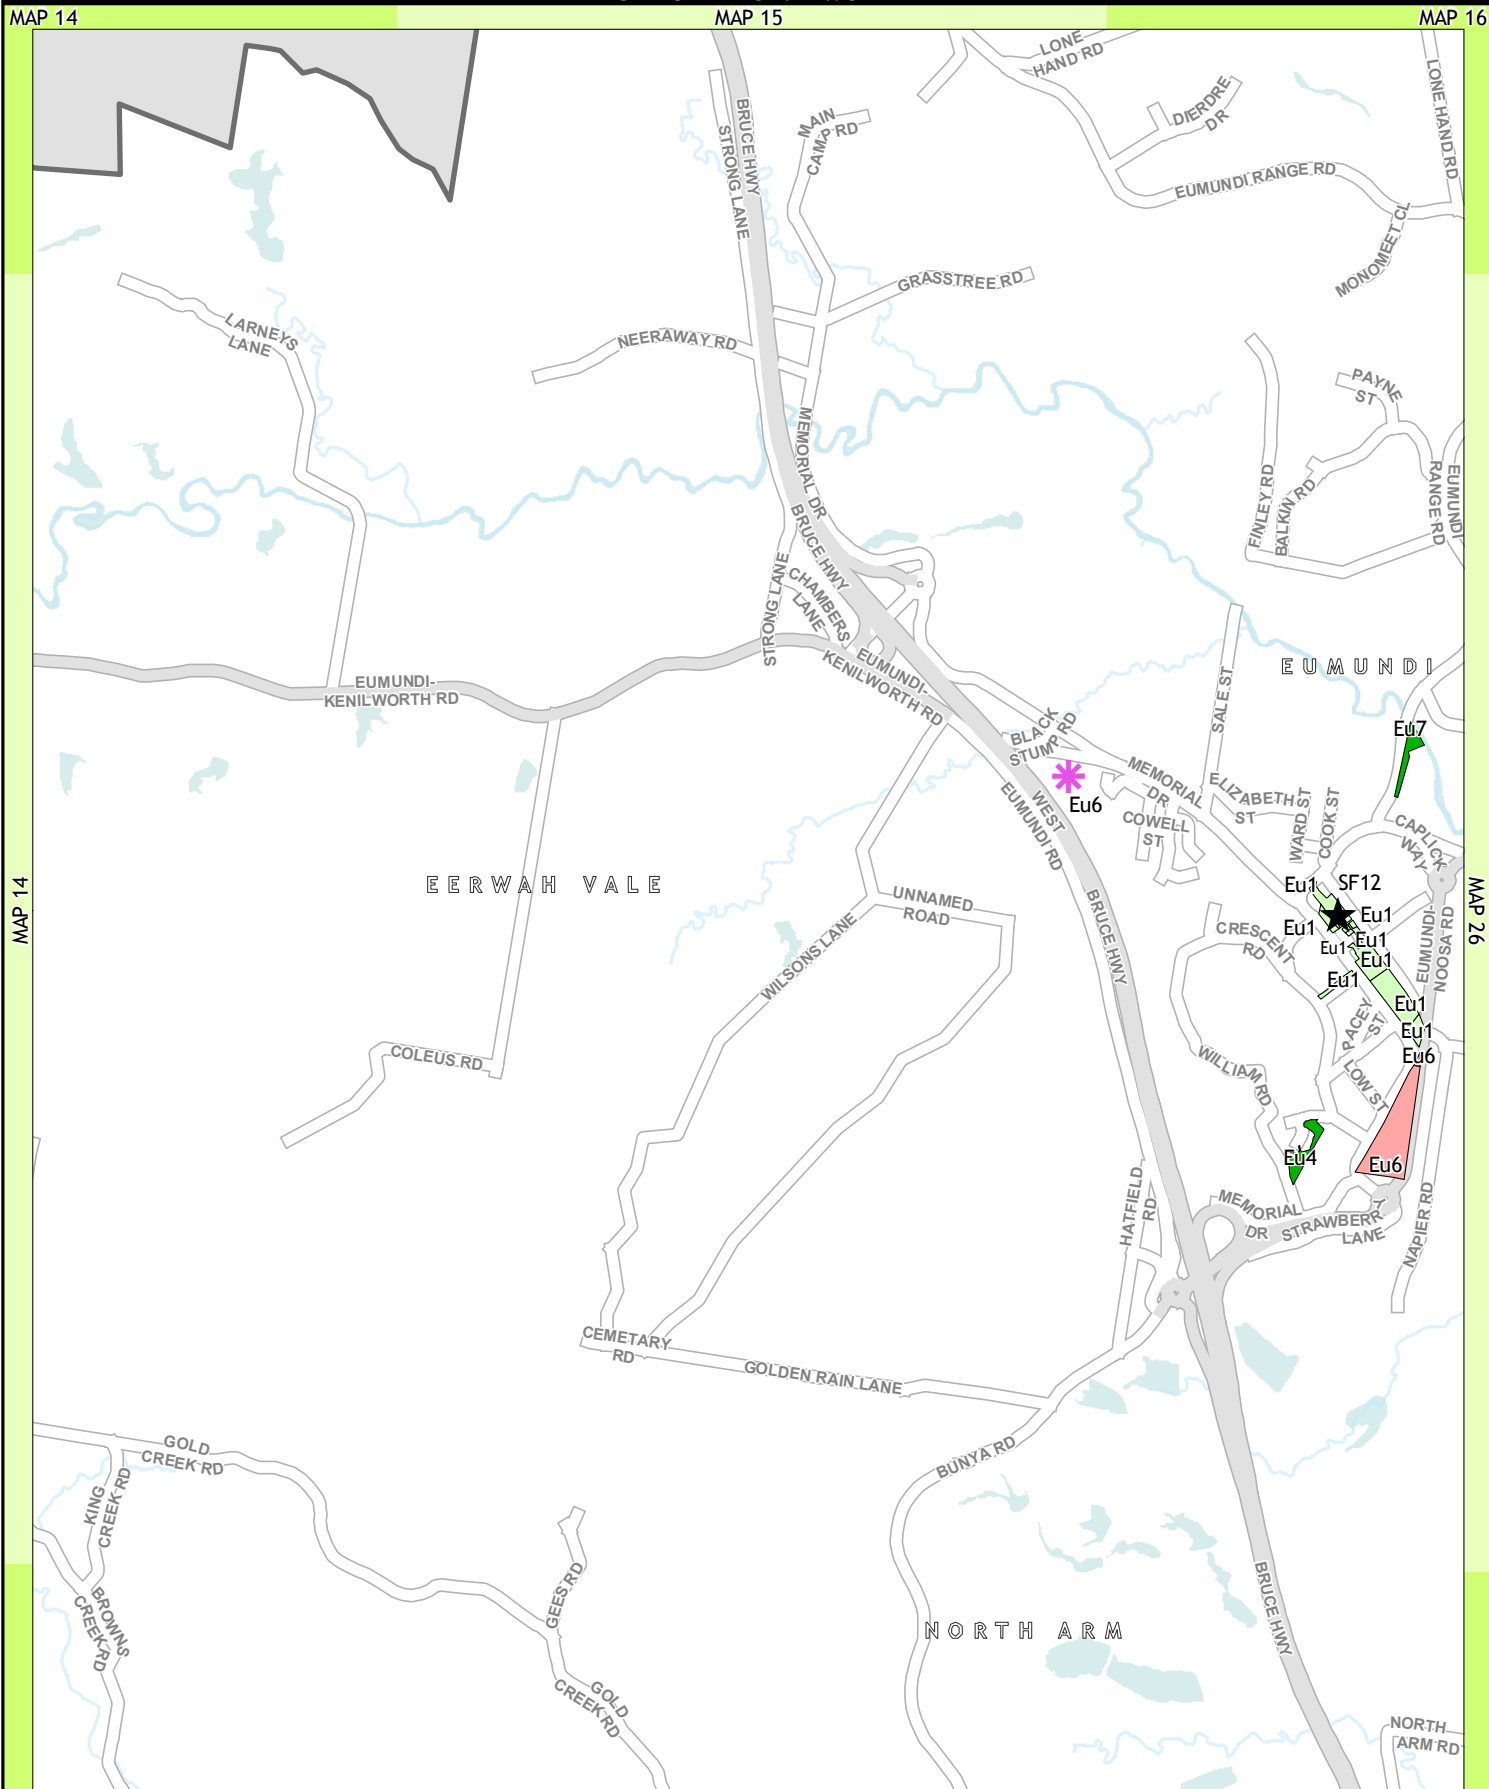 MAP 14
MAP 15
MAP 16
LONE
HAND RD
LONE HAND RD
DIERDRE
DR
MAIN
CAMP RD
BRUCE HWY
STRONG LANE
EUMUNDI RANGE RD
MONOMEET CL
GRASSTREE RD
LARNEYS
LANE
NEERAWAY RD
PAYNE
ST
MEMORIAL DR
BRUCE HWY
FINLEY RD
BALKIN RD
EUMUNDI
RANGE RD
STRONG LANE
CHAMBERS
LANE
EUMUNDI-
KENILWORTH RD
EUMUNDI-
KENILWORTH RD
EUMUNDI
SALE ST
BLACK
STUMP RD
Eu7
MEMORIAL
DR
Eu6
ELIZABETH
ST
WARD ST
COOK ST
WEST
EUMUNDI RD
COWELL
ST
CAPLICK
WAY
EERWAH VALE
MAP 14
MAP 26
UNNAMED
ROAD
Eu1
SF12
Eu1
Eu1
Eu1
Eu1
Eu1
Eu1
Eu1
Eu1
EUMUNDI-
NOOSA RD
BRUCE HWY
CRESCENT
RD
WILSONS LANE
PACEY
ST
Eu6
COLEUS RD
WILLIAM RD
LOW ST
Eu4
Eu6
HATFIELD
RD
MEMORIAL
DR
STRAWBERRY
LANE
NAPIER RD
CEMETARY
RD
GOLDEN RAIN LANE
BUNYA RD
GOLD
CREEK RD
KING
CREEK RD
BROWNS
CREEK RD
GEES RD
BRUCE HWY
NORTH ARM
GOLD
CREEK RD
NORTH
ARM RD